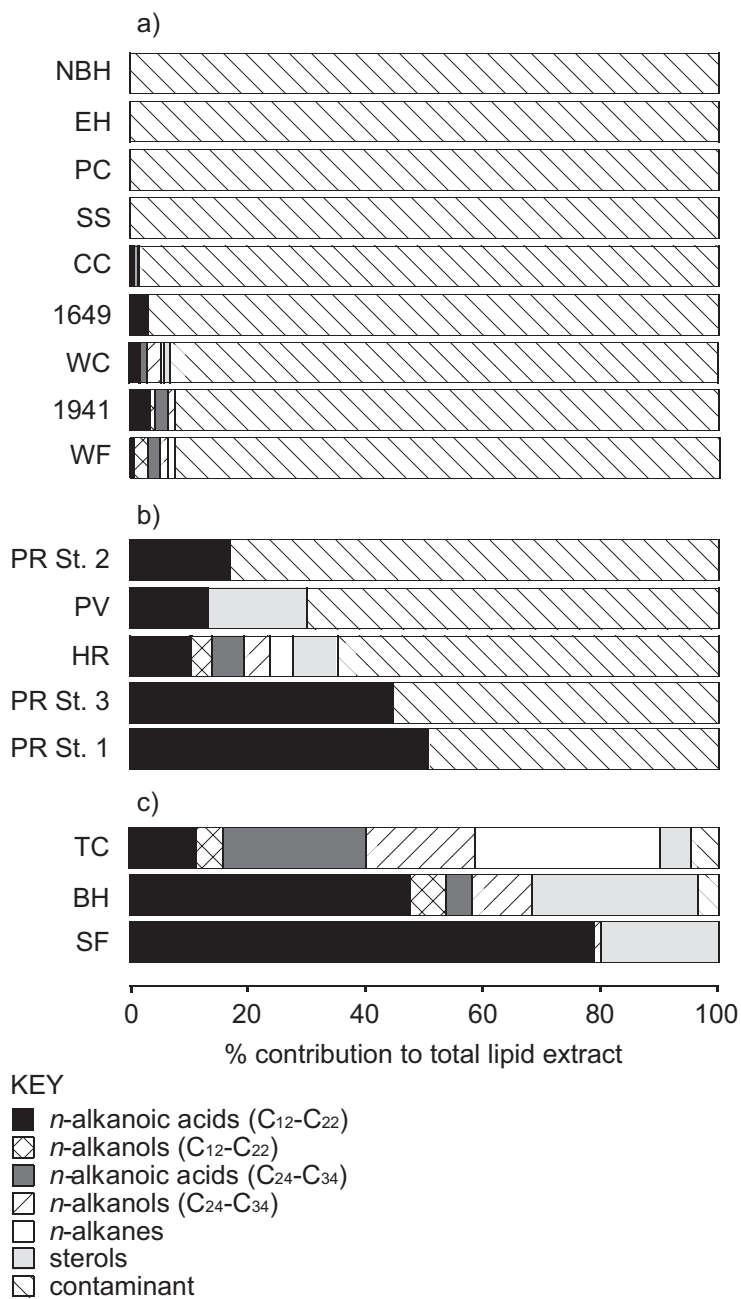 a)
NBH
EH
PC
SS
CC
1649
WC
1941
WF
b)
PR St. 2
PV
HR
PR St. 3
PR St. 1
c)
TC
BH
SF
0 20 40 60 80 100
% contribution to total lipid extract
KEY
n-alkanoic acids (C12-C22)
n-alkanols (C12-C22)
n-alkanoic acids (C24-C34)
n-alkanols (C24-C34)
n-alkanes
sterols
contaminant